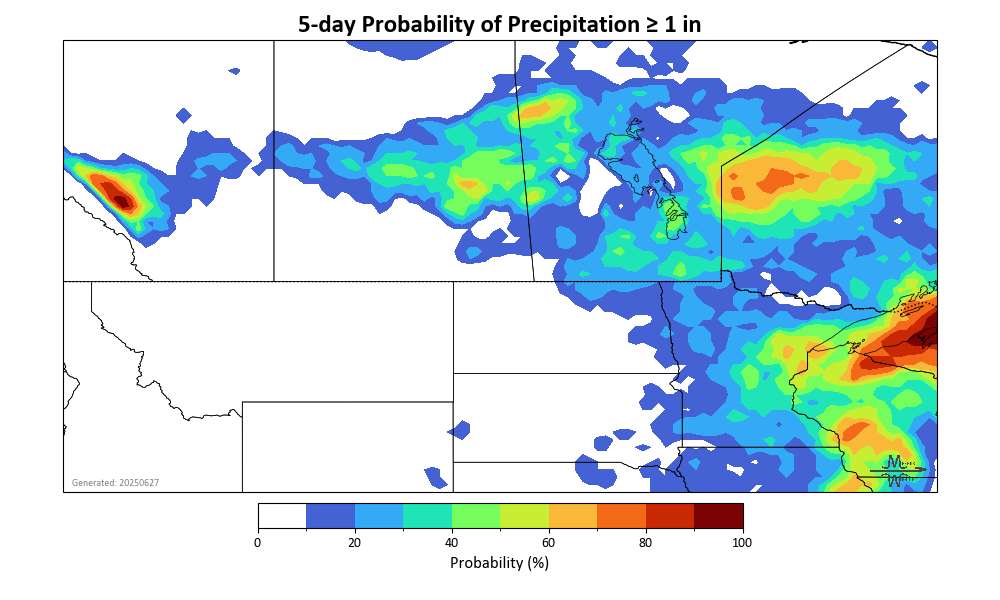 5-day Probability of Precipitation ≥ 1 in
Generated: 20250627
0 20 40 60 80 100
Probability (%)